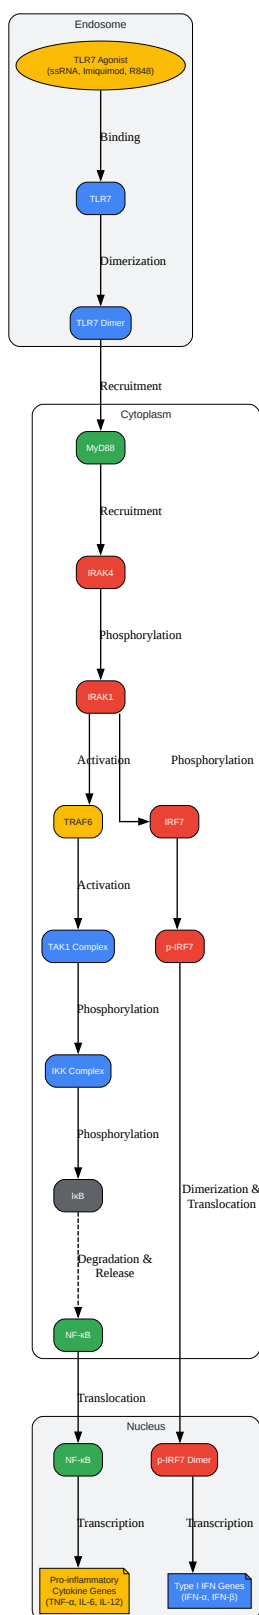 Endosome
TLR7 Agonist
(ssRNA, Imiquimod, R848)
Binding
TLR7
Dimerization
TLR7 Dimer
Recruitment
Cytoplasm
MyD88
Recruitment
IRAK4
Phosphorylation
IRAK1
Activation
Phosphorylation
TRAF6
IRF7
Activation
TAK1 Complex
p-IRF7
Phosphorylation
IKK Complex
Phosphorylation
IκB
Dimerization &
Translocation
Degradation &
Release
NF-κB
Translocation
Nucleus
NF-κB
p-IRF7 Dimer
Transcription
Transcription
Pro-inflammatory
Cytokine Genes
(TNF-α, IL-6, IL-12)
Type I IFN Genes
(IFN-α, IFN-β)